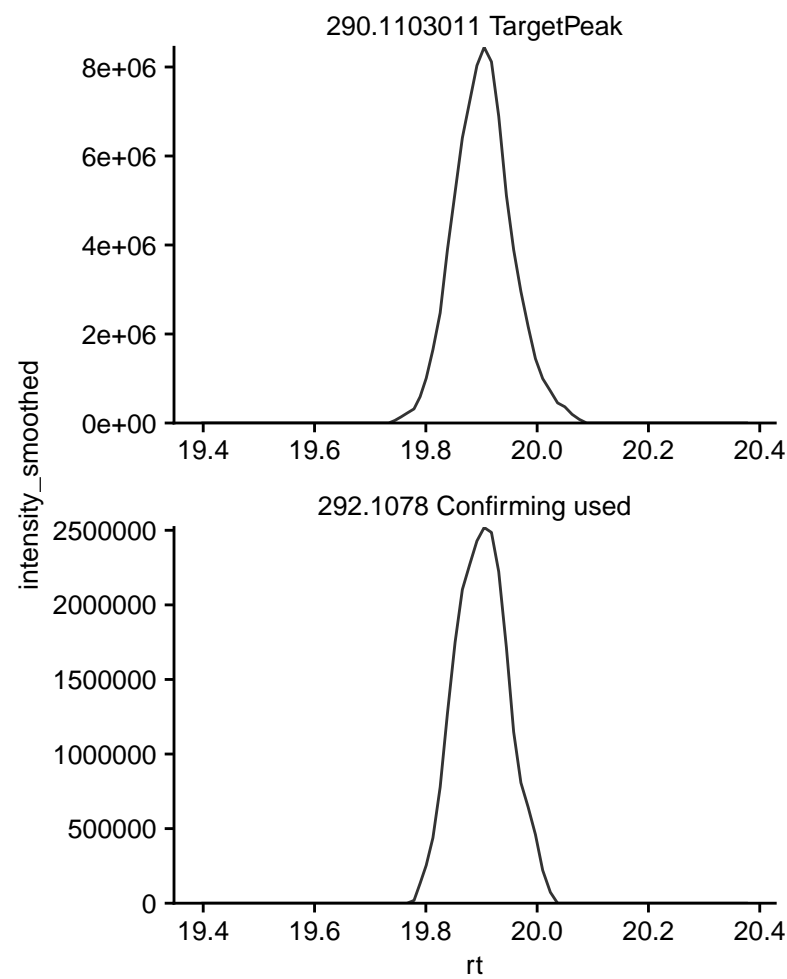 290.1103011 TargetPeak
8e+06
6e+06
4e+06
2e+06
0e+00
19.4 19.6 19.8 20.0 20.2 20.4
intensity_smoothed
292.1078 Confirming used
2500000
2000000
1500000
1000000
500000
0
19.4 19.6 19.8 20.0 20.2 20.4
rt